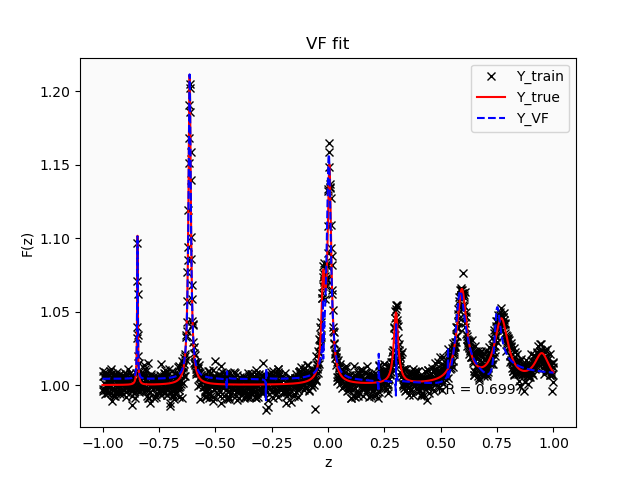 VF fit
Y_train
Y_true
Y_VF
F(z)
1.20
1.15
1.10
1.05
1.00
R = 0.6997
−1.00 −0.75 −0.50 −0.25 0.00 0.25 0.50 0.75 1.00
z